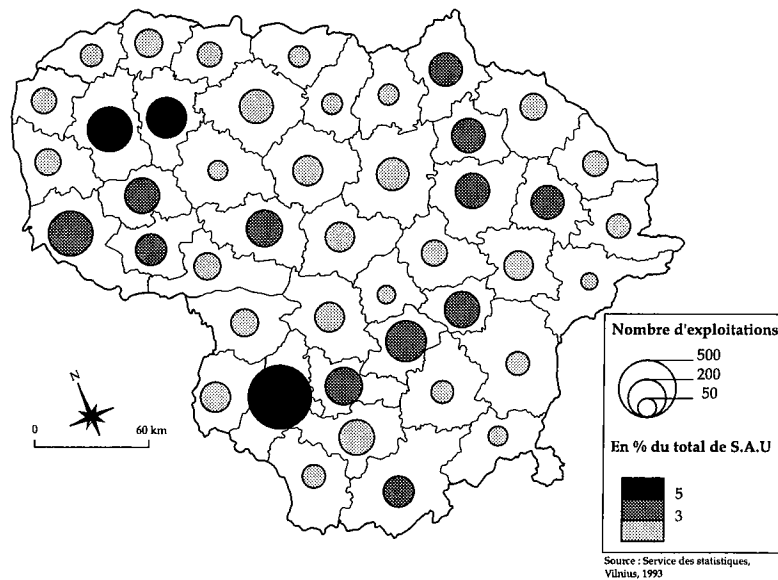 N
0 60 km
Nombre d'exploitations
500
200
50
En % du total de S.A.U
5
3
Source : Service des statistiques,
Vilnius, 1993